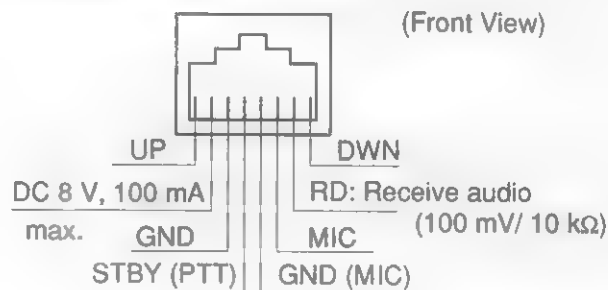 (Front View)
UP
DWN
DC 8 V, 100 mA
max.
RD: Receive audio
(100 mV/ 10 kΩ)
GND
MIC
STBY (PTT)
GND (MIC)